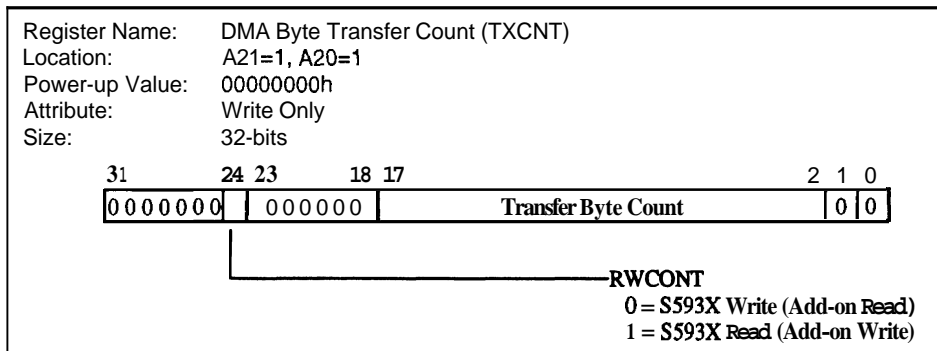 Register Name: DMA Byte Transfer Count (TXCNT)
Location: A21=1, A20=1
Power-up Value: 00000000h
Attribute: Write Only
Size: 32-bits
31 24 23 18 17 2 1 0
0000000 000000 Transfer Byte Count 0 0
RWCONT
0 = S593X Write (Add-on Read)
1 = S593X Read (Add-on Write)